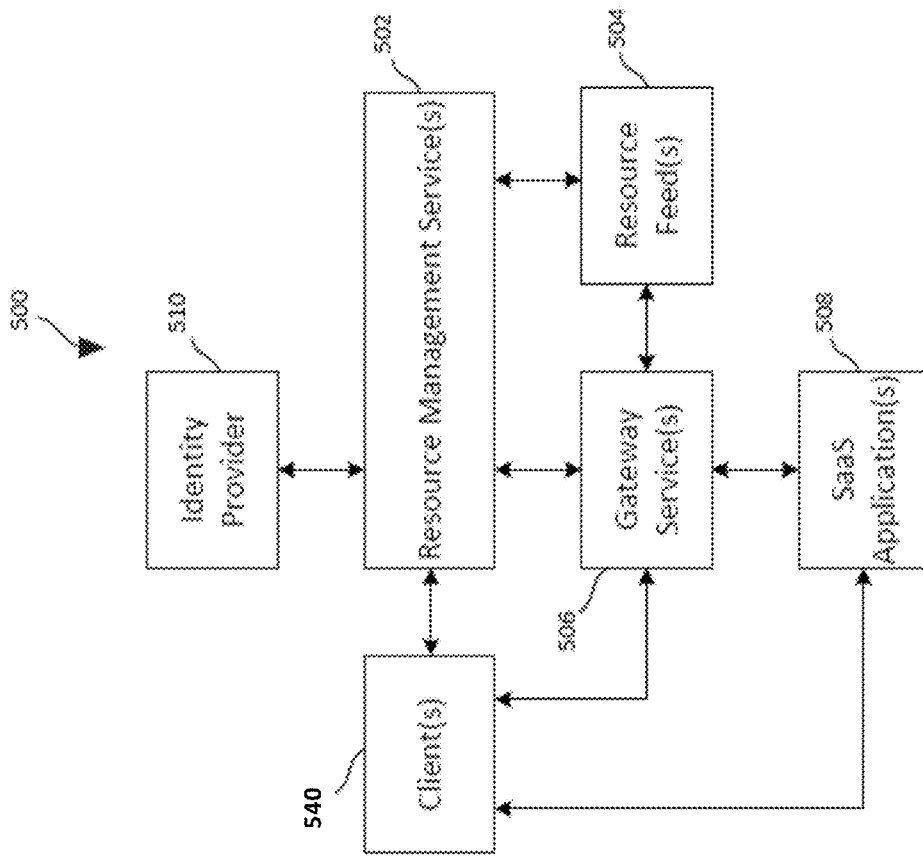 500
510
Identity
Provider
502
Resource Management Service(s)
540
Client(s)
504
Resource
Feed(s)
506
Gateway
Service(s)
508
SaaS
Application(s)